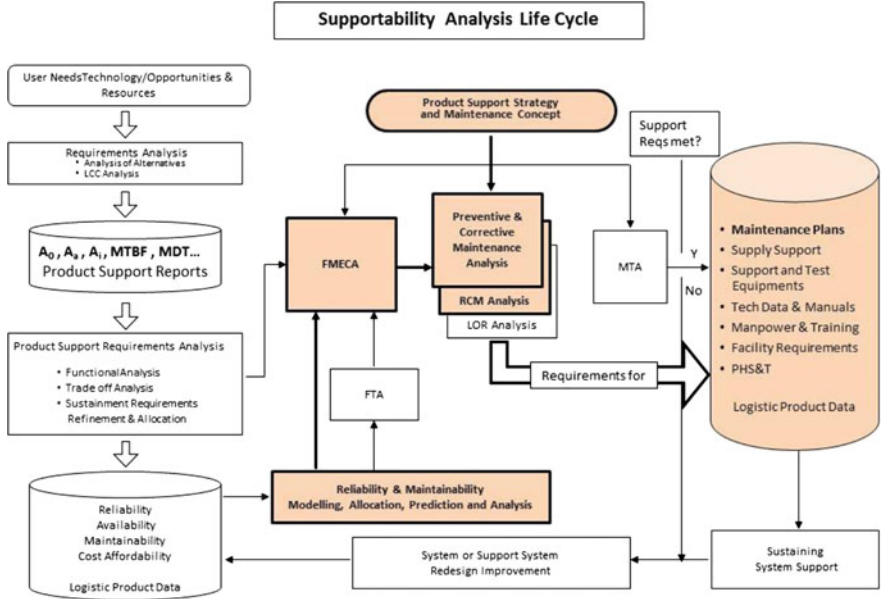 Supportability Analysis Life Cycle
User NeedsTechnology/Opportunities &
Resources
Requirements Analysis
• Analysis of Alternatives
• LCC Analysis
A₀ , Aₐ , Aᵢ , MTBF , MDT...
Product Support Reports
Product Support Requirements Analysis
• Functional Analysis
• Trade off Analysis
• Sustainment Requirements
Refinement & Allocation
Reliability
Availability
Maintainability
Cost Affordability
Logistic Product Data
Product Support Strategy
and Maintenance Concept
FMECA
Preventive &
Corrective
Maintenance
Analysis
RCM Analysis
LOR Analysis
FTA
Reliability & Maintainability
Modelling, Allocation, Prediction and Analysis
Requirements for
MTA
Support
Reqs met?
Y
No
• Maintenance Plans
• Supply Support
• Support and Test
Equipments
• Tech Data & Manuals
• Manpower & Training
• Facility Requirements
• PHS&T
Logistic Product Data
System or Support System
Redesign Improvement
Sustaining
System Support